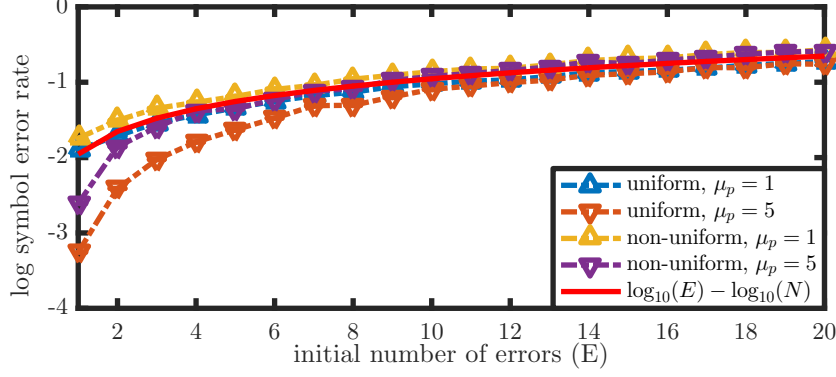 0
-1
-2
-3
-4
log symbol error rate
uniform, μ_p = 1
uniform, μ_p = 5
non-uniform, μ_p = 1
non-uniform, μ_p = 5
log₁₀(E) − log₁₀(N)
2 4 6 8 10 12 14 16 18 20
initial number of errors (E)